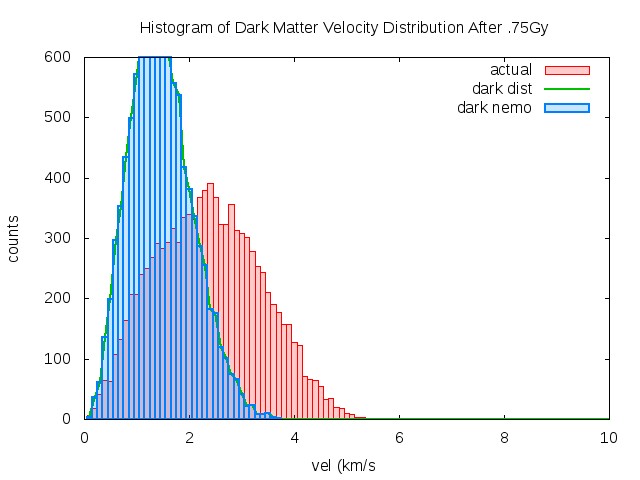 Histogram of Dark Matter Velocity Distribution After .75Gy
actual
dark dist
dark nemo
600
500
400
300
200
100
0
counts
0 2 4 6 8 10
vel (km/s